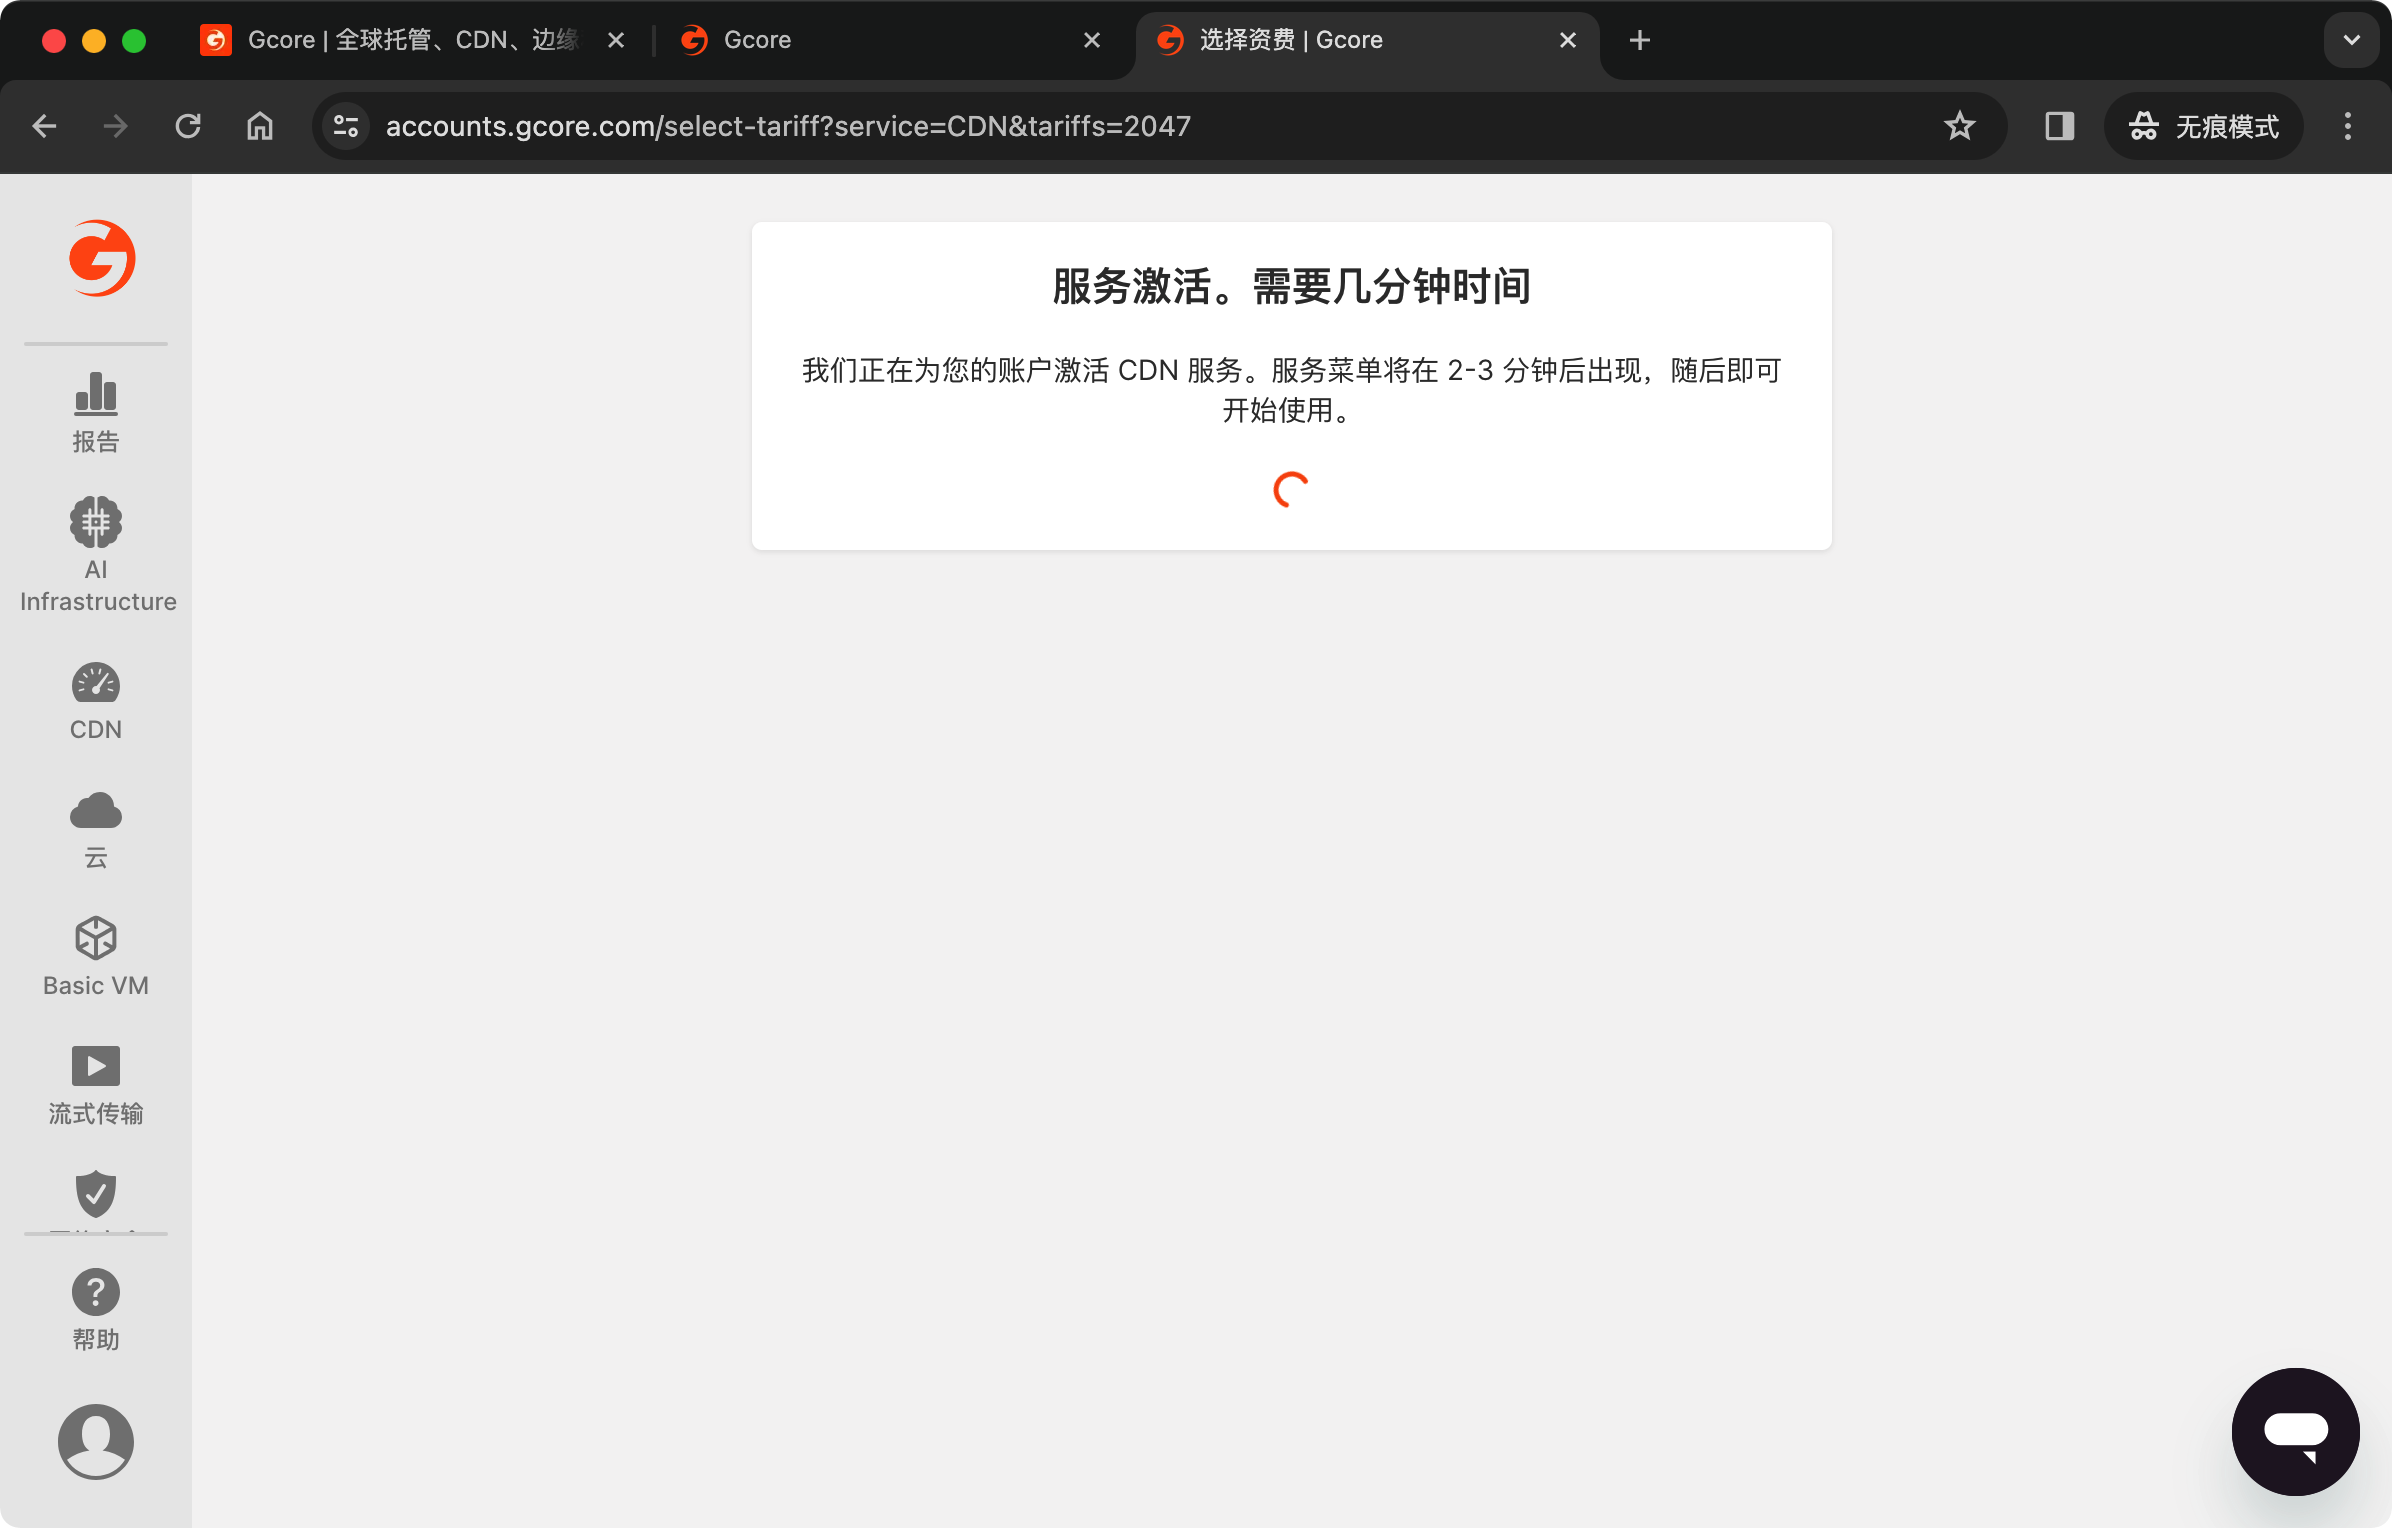 Gcore | 全球托管、CDN、边缘
Gcore
选择资费 | Gcore
accounts.gcore.com/select-tariff?service=CDN&tariffs=2047
无痕模式
服务激活。需要几分钟时间
我们正在为您的账户激活 CDN 服务。服务菜单将在 2-3 分钟后出现，随后即可
开始使用。
报告
AI
Infrastructure
CDN
云
Basic VM
流式传输
帮助